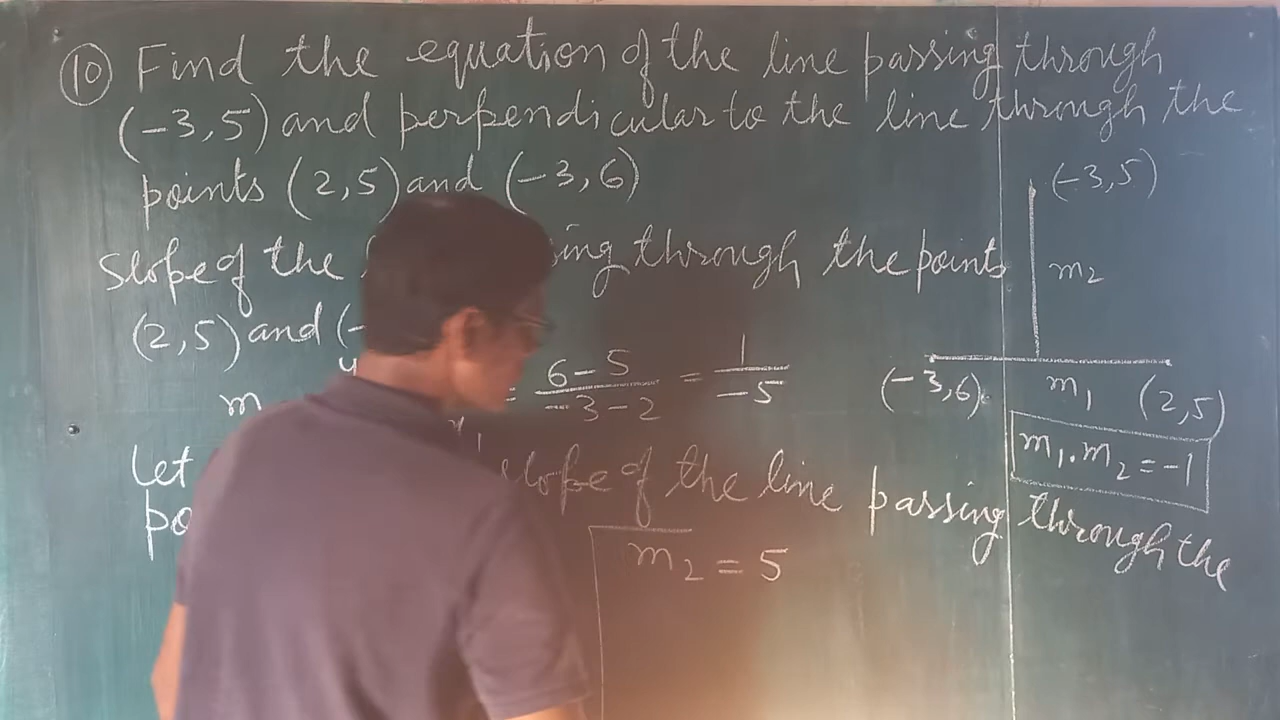 10 Find the equation of the line passing through
(-3,5) and perpendicular to the line through the
points (2,5) and (-3,6)
(-3,5)
Slope of the ing through the points
m2
(2,5) and (-
m = 6-5 / -3-2 = 1 / -5
(-3,6) m1 (2,5)
m1.m2 = -1
Let slope of the line passing through the
m2 = 5